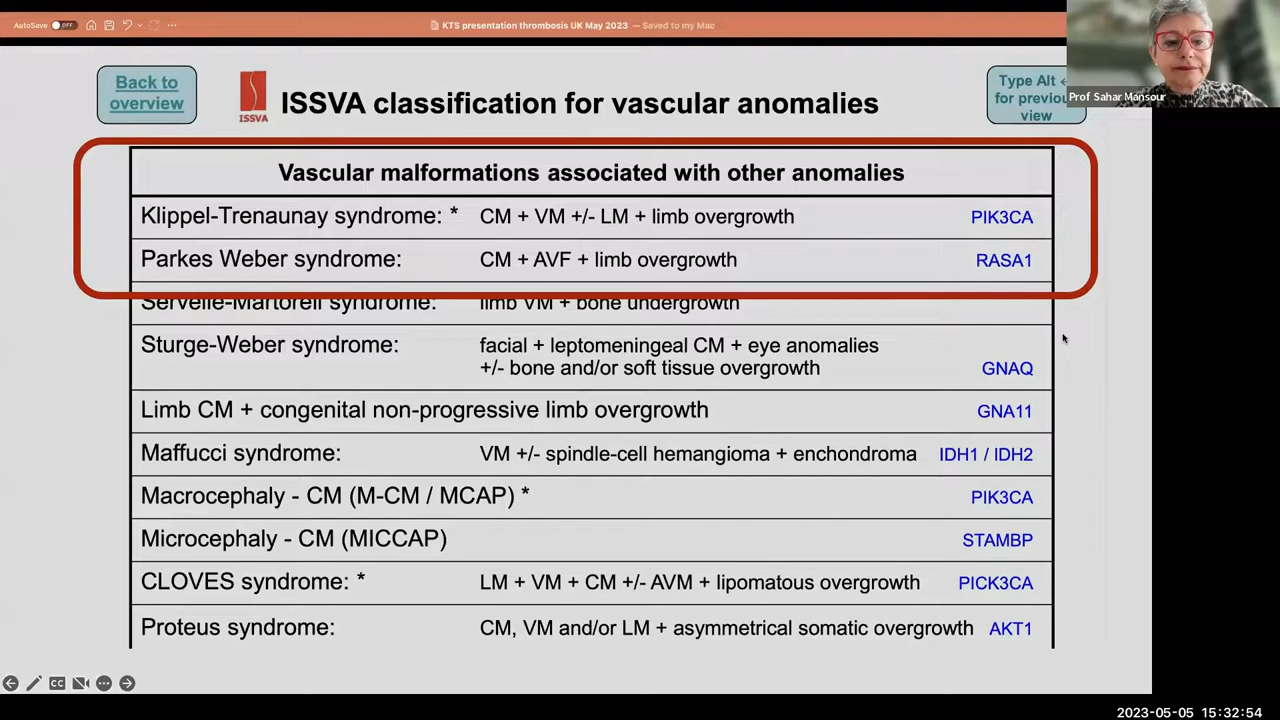 AutoSave OFF
KTS presentation thrombosis UK May 2023 — Saved to my Mac
Back to
overview
ISSVA
ISSVA classification for vascular anomalies
Type Alt
for previou
view
Prof Sahar Mansour
Vascular malformations associated with other anomalies
Klippel-Trenaunay syndrome: * CM + VM +/- LM + limb overgrowth PIK3CA
Parkes Weber syndrome: CM + AVF + limb overgrowth RASA1
Servelle-Martorell syndrome: limb VM + bone undergrowth
Sturge-Weber syndrome: facial + leptomeningeal CM + eye anomalies
+/- bone and/or soft tissue overgrowth GNAQ
Limb CM + congenital non-progressive limb overgrowth GNA11
Maffucci syndrome: VM +/- spindle-cell hemangioma + enchondroma IDH1 / IDH2
Macrocephaly - CM (M-CM / MCAP) * PIK3CA
Microcephaly - CM (MICCAP) STAMBP
CLOVES syndrome: * LM + VM + CM +/- AVM + lipomatous overgrowth PICK3CA
Proteus syndrome: CM, VM and/or LM + asymmetrical somatic overgrowth AKT1
CC
2023-05-05 15:32:54